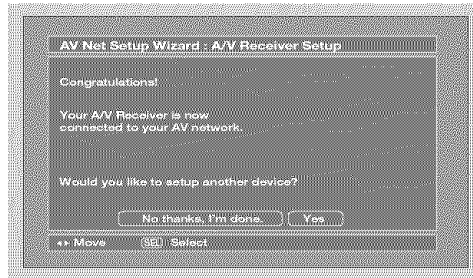 AV Net Setup Wizard : A/V Receiver Setup
Congratulations!
Your A/V Receiver is now
connected to your AV network.
Would you like to setup another device?
No thanks, I'm done. Yes
◂▸ Move SEL Select